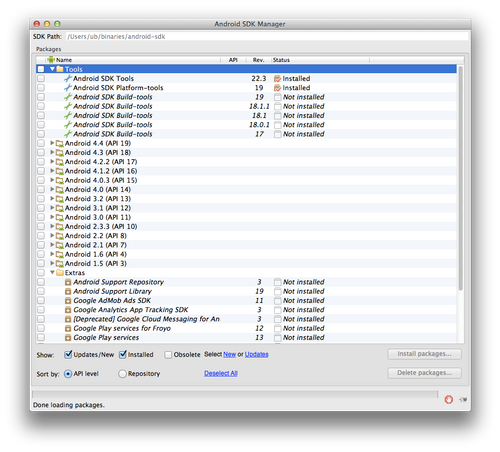 Android SDK Manager
SDK Path: /Users/ub/binaries/android-sdk
Packages
Name API Rev. Status
Tools
Android SDK Tools 22.3 Installed
Android SDK Platform-tools 19 Installed
Android SDK Build-tools 19 Not installed
Android SDK Build-tools 18.1.1 Not installed
Android SDK Build-tools 18.1 Not installed
Android SDK Build-tools 18.0.1 Not installed
Android SDK Build-tools 17 Not installed
Android 4.4 (API 19)
Android 4.3 (API 18)
Android 4.2.2 (API 17)
Android 4.1.2 (API 16)
Android 4.0.3 (API 15)
Android 4.0 (API 14)
Android 3.2 (API 13)
Android 3.1 (API 12)
Android 3.0 (API 11)
Android 2.3.3 (API 10)
Android 2.2 (API 8)
Android 2.1 (API 7)
Android 1.6 (API 4)
Android 1.5 (API 3)
Extras
Android Support Repository 3 Not installed
Android Support Library 19 Not installed
Google AdMob Ads SDK 11 Not installed
Google Analytics App Tracking SDK 3 Not installed
[Deprecated] Google Cloud Messaging for An 3 Not installed
Google Play services for Froyo 12 Not installed
Google Play services 13 Not installed
Show: Updates/New Installed Obsolete Select New or Updates Install packages...
Sort by: API level Repository Deselect All Delete packages...
Done loading packages.